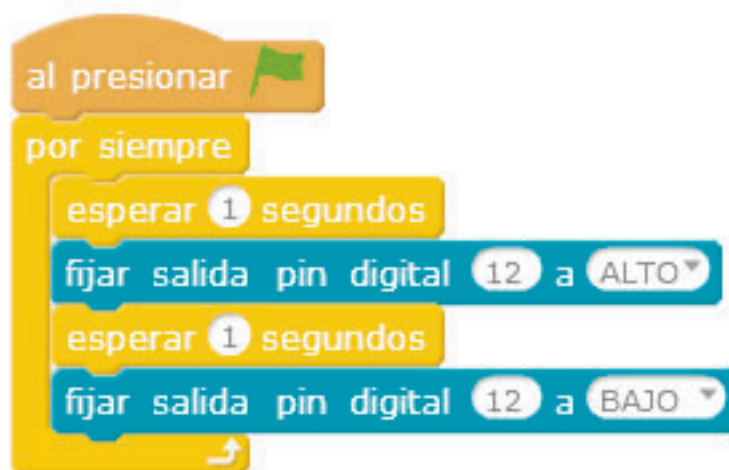 al presionar
por siempre
esperar 1 segundos
fijar salida pin digital 12 a ALTO
esperar 1 segundos
fijar salida pin digital 12 a BAJO